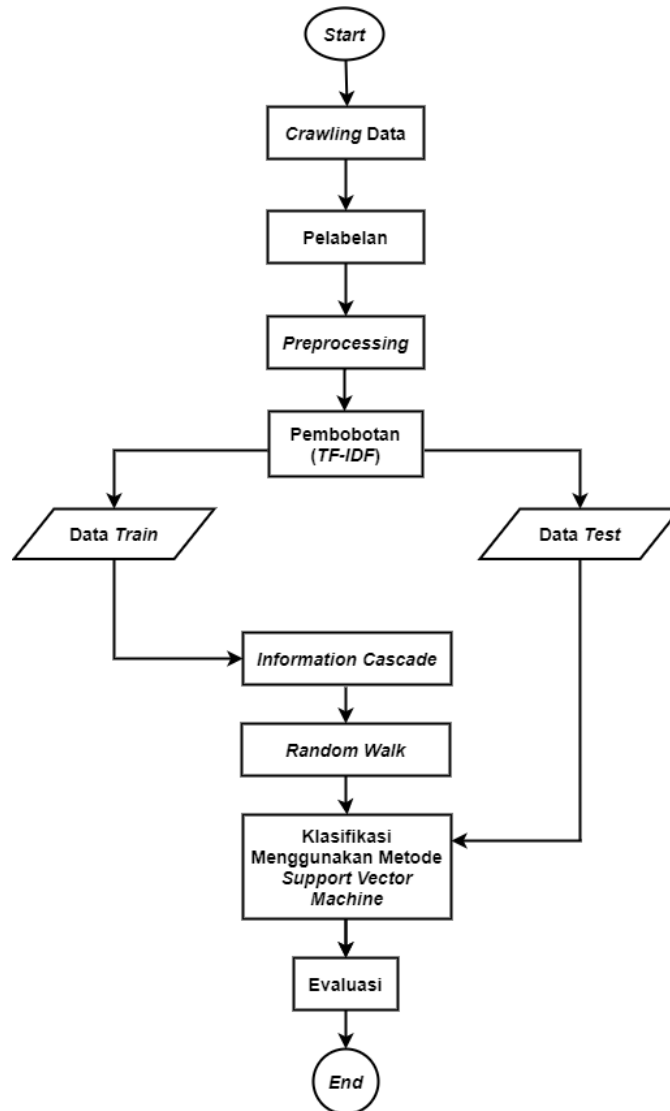 Start
Crawling Data
Pelabelan
Preprocessing
Pembobotan
(TF-IDF)
Data Train
Data Test
Information Cascade
Random Walk
Klasifikasi
Menggunakan Metode
Support Vector
Machine
Evaluasi
End